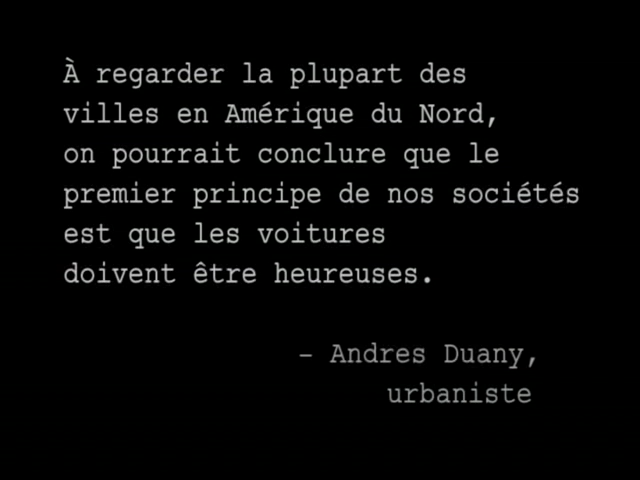 À regarder la plupart des
villes en Amérique du Nord,
on pourrait conclure que le
premier principe de nos sociétés
est que les voitures
doivent être heureuses.
– Andres Duany,
urbaniste